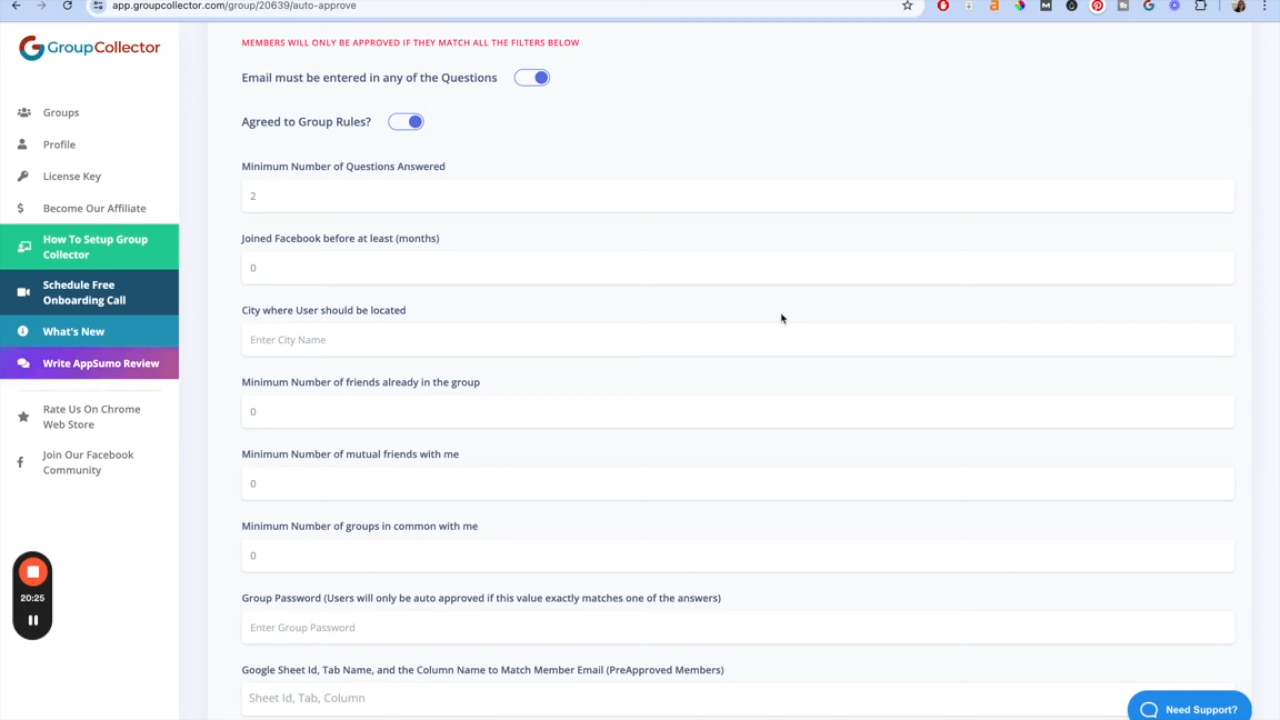 app.groupcollector.com/group/20639/auto-approve
GroupCollector
Groups
Profile
License Key
Become Our Affiliate
How To Setup Group
Collector
Schedule Free
Onboarding Call
What's New
Write AppSumo Review
Rate Us On Chrome
Web Store
Join Our Facebook
Community
20:25
MEMBERS WILL ONLY BE APPROVED IF THEY MATCH ALL THE FILTERS BELOW
Email must be entered in any of the Questions
Agreed to Group Rules?
Minimum Number of Questions Answered
2
Joined Facebook before at least (months)
0
City where User should be located
Enter City Name
Minimum Number of friends already in the group
0
Minimum Number of mutual friends with me
0
Minimum Number of groups in common with me
0
Group Password (Users will only be auto approved if this value exactly matches one of the answers)
Enter Group Password
Google Sheet Id, Tab Name, and the Column Name to Match Member Email (PreApproved Members)
Sheet Id, Tab, Column
Need Support?